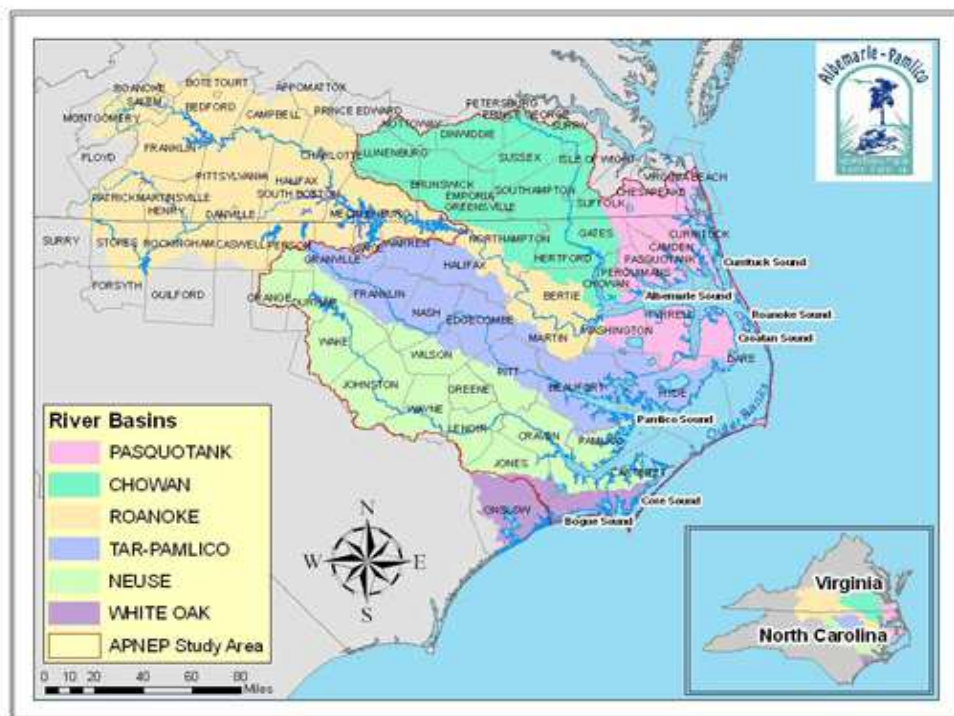 Albemarle - Pamlico
ROANOKE
SALEM
BOTETOURT
APPOMATTOX
BEDFORD
CAMPBELL
PRINCE EDWARD
MONTGOMERY
NOTTOWAY
PETERSBURG
DINWIDDIE
SURRY
FLOYD
FRANKLIN
CHARLOTTE
LUNENBURG
SUSSEX
ISLE OF WIGHT
VIRGINIA BEACH
PITTSYLVANIA
HALIFAX
SOUTH BOSTON
BRUNSWICK
EMPORIA
GREENSVILLE
SOUTHAMPTON
SUFFOLK
CHESAPEAKE
PATRICK
MARTINSVILLE
HENRY
DANVILLE
MECKLENBURG
SURRY
STOKES
ROCKINGHAM
CASWELL
PERSON
WARREN
NORTHAMPTON
GATES
CURRITUCK
CAMDEN
PASQUOTANK
Currituck Sound
GRANVILLE
HALIFAX
HERTFORD
PERQUIMANS
CHOWAN
FORSYTH
GUILFORD
ORANGE
DURHAM
FRANKLIN
BERTIE
Albemarle Sound
NASH
EDGECOMBE
MARTIN
WASHINGTON
TYRRELL
Roanoke Sound
Croatan Sound
WAKE
WILSON
PITT
DARE
JOHNSTON
GREENE
BEAUFORT
HYDE
WAYNE
LENOIR
CRAVEN
PAMLICO
Pamlico Sound
Outer Banks
JONES
CARTERET
ONSLOW
Core Sound
Bogue Sound
River Basins
PASQUOTANK
CHOWAN
ROANOKE
TAR-PAMLICO
NEUSE
WHITE OAK
APNEP Study Area
0 10 20 40 60 80
Miles
N
W E
S
Virginia
North Carolina